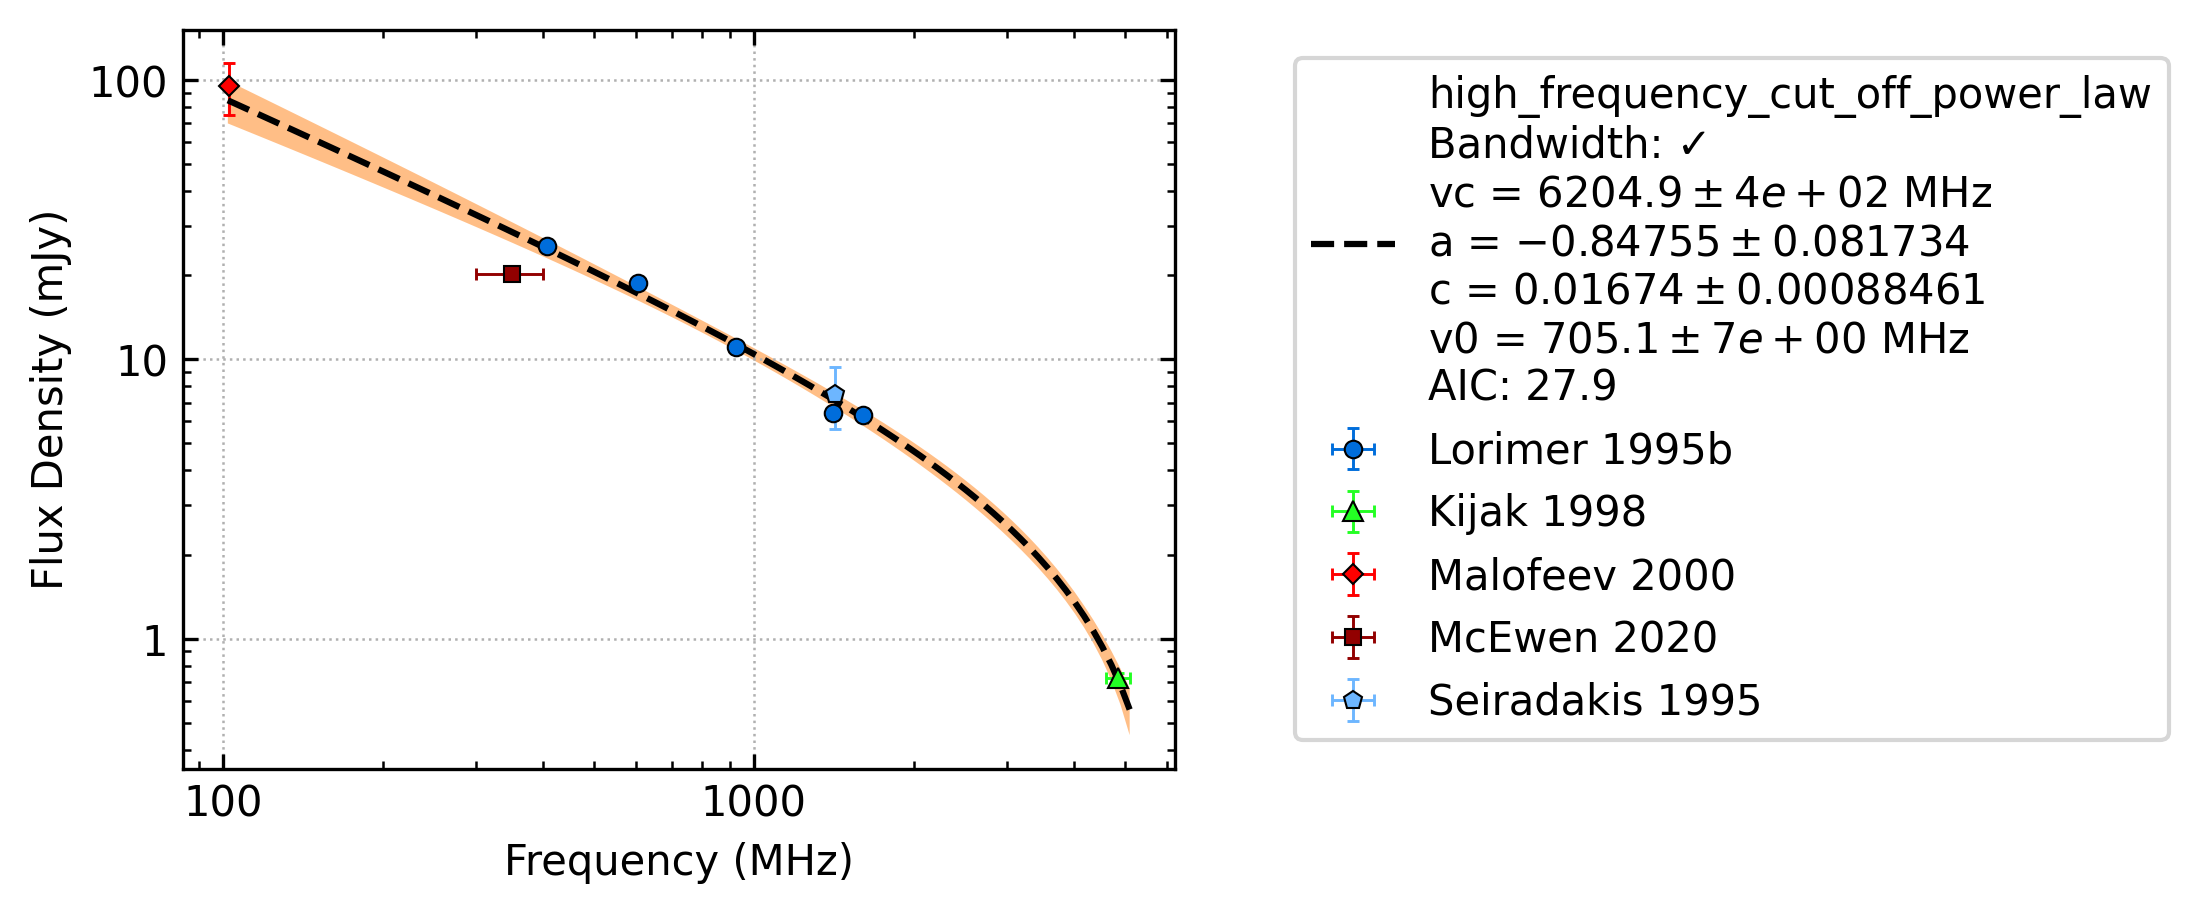 100
10
1
Flux Density (mJy)
100
1000
Frequency (MHz)
high_frequency_cut_off_power_law
Bandwidth: ✓
vc = 6204.9 ± 4e + 02 MHz
a = −0.84755 ± 0.081734
c = 0.01674 ± 0.00088461
v0 = 705.1 ± 7e + 00 MHz
AIC: 27.9
Lorimer 1995b
Kijak 1998
Malofeev 2000
McEwen 2020
Seiradakis 1995